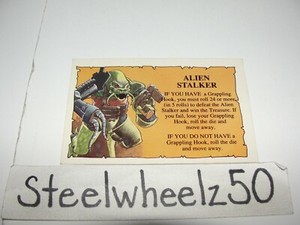 ALIEN
STALKER
IF YOU HAVE a Grappling
Hook, you must roll 24 or more,
(in 5 rolls) to defeat the Alien
Stalker and win the Treasure. If
you fail, lose your Grappling
Hook, roll the die and
move away.
IF YOU DO NOT HAVE a
Grappling Hook, roll the die
and move away.
Steelwheelz50